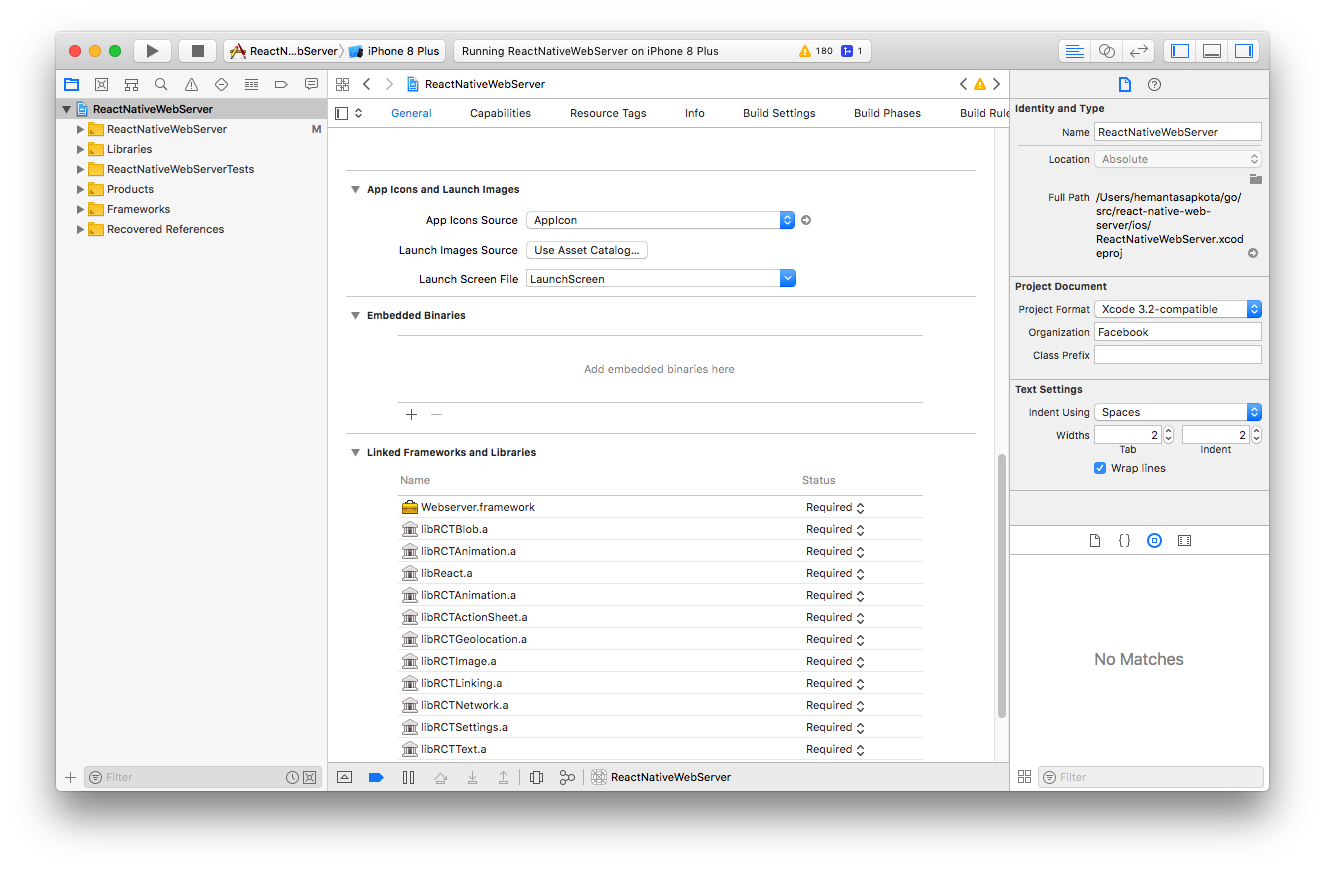 ReactN...bServer
iPhone 8 Plus
Running ReactNativeWebServer on iPhone 8 Plus
180
1
ReactNativeWebServer
ReactNativeWebServer M
Libraries
ReactNativeWebServerTests
Products
Frameworks
Recovered References
Filter
ReactNativeWebServer
General Capabilities Resource Tags Info Build Settings Build Phases Build Rule
App Icons and Launch Images
App Icons Source AppIcon
Launch Images Source Use Asset Catalog...
Launch Screen File LaunchScreen
Embedded Binaries
Add embedded binaries here
Linked Frameworks and Libraries
Name Status
Webserver.framework Required
libRCTBlob.a Required
libRCTAnimation.a Required
libReact.a Required
libRCTAnimation.a Required
libRCTActionSheet.a Required
libRCTGeolocation.a Required
libRCTImage.a Required
libRCTLinking.a Required
libRCTNetwork.a Required
libRCTSettings.a Required
libRCTText.a Required
ReactNativeWebServer
Identity and Type
Name ReactNativeWebServer
Location Absolute
Full Path /Users/hemantasapkota/go/
src/react-native-web-
server/ios/
ReactNativeWebServer.xcod
eproj
Project Document
Project Format Xcode 3.2-compatible
Organization Facebook
Class Prefix
Text Settings
Indent Using Spaces
Widths 2 2
Tab Indent
Wrap lines
No Matches
Filter